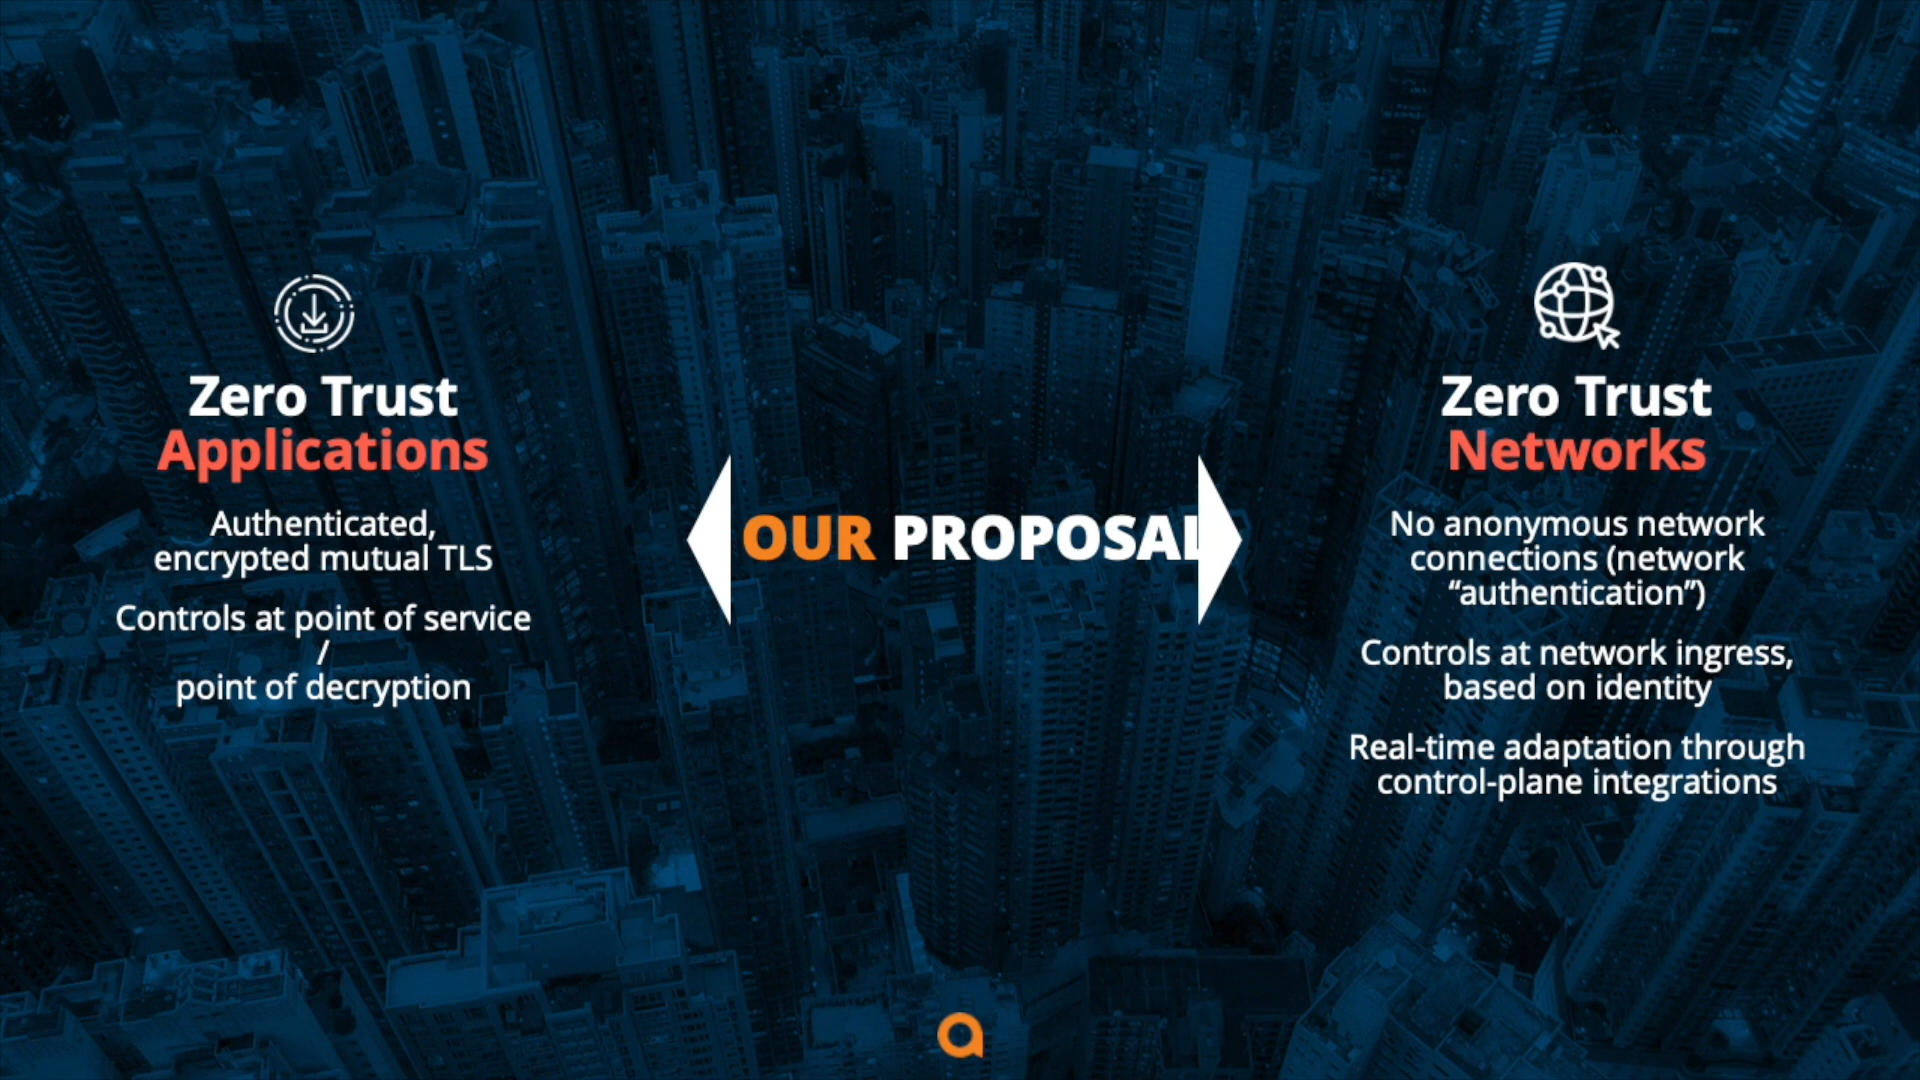 Zero Trust
Applications
Authenticated,
encrypted mutual TLS
Controls at point of service
/
point of decryption
OUR PROPOSAL
Zero Trust
Networks
No anonymous network
connections (network
“authentication”)
Controls at network ingress,
based on identity
Real-time adaptation through
control-plane integrations